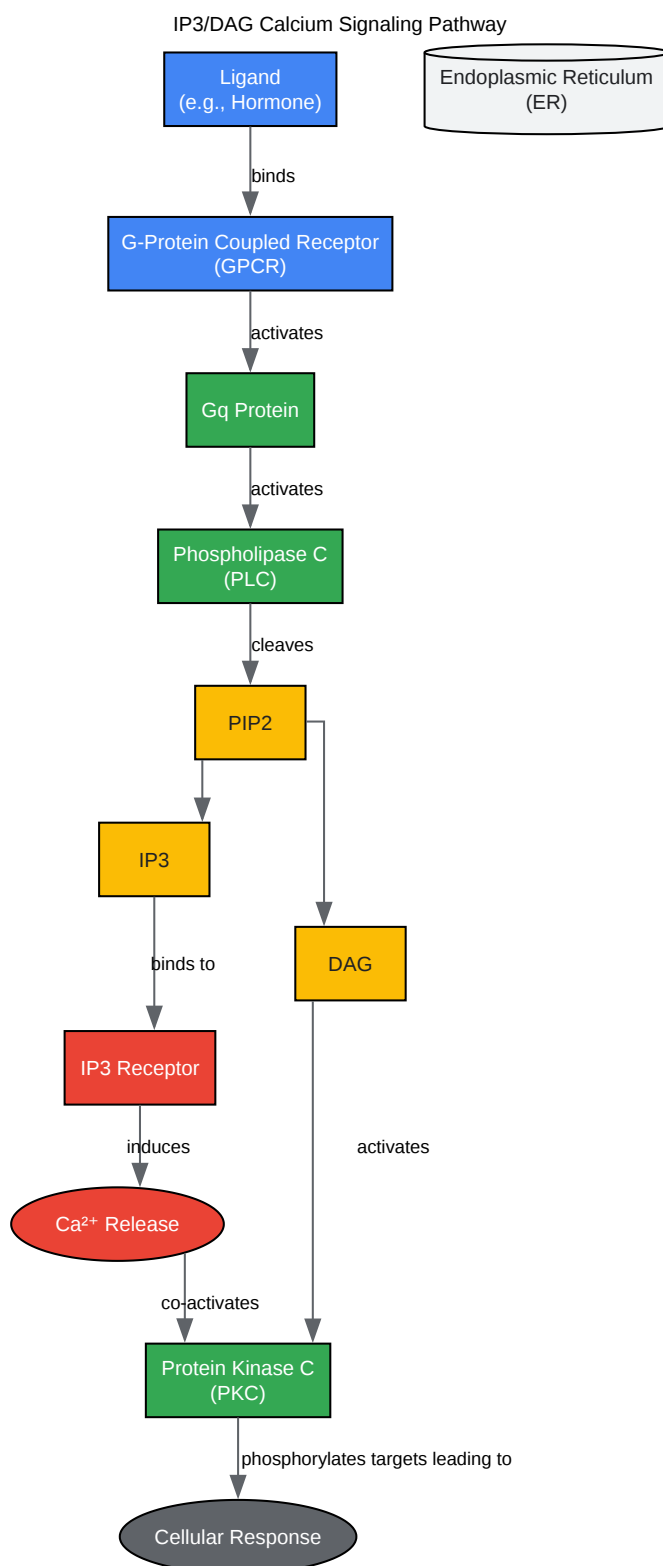 IP3/DAG Calcium Signaling Pathway
Ligand
(e.g., Hormone)
Endoplasmic Reticulum
(ER)
binds
G-Protein Coupled Receptor
(GPCR)
activates
Gq Protein
activates
Phospholipase C
(PLC)
cleaves
PIP2
IP3
DAG
binds to
IP3 Receptor
induces
activates
Ca²⁺ Release
co-activates
Protein Kinase C
(PKC)
phosphorylates targets leading to
Cellular Response